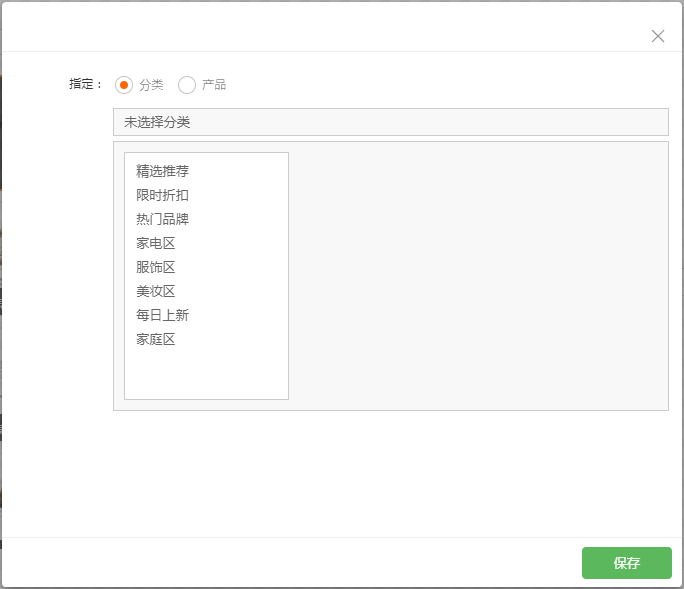 指定： 分类 产品
未选择分类
精选推荐
限时折扣
热门品牌
家电区
服饰区
美妆区
每日上新
家庭区
保存